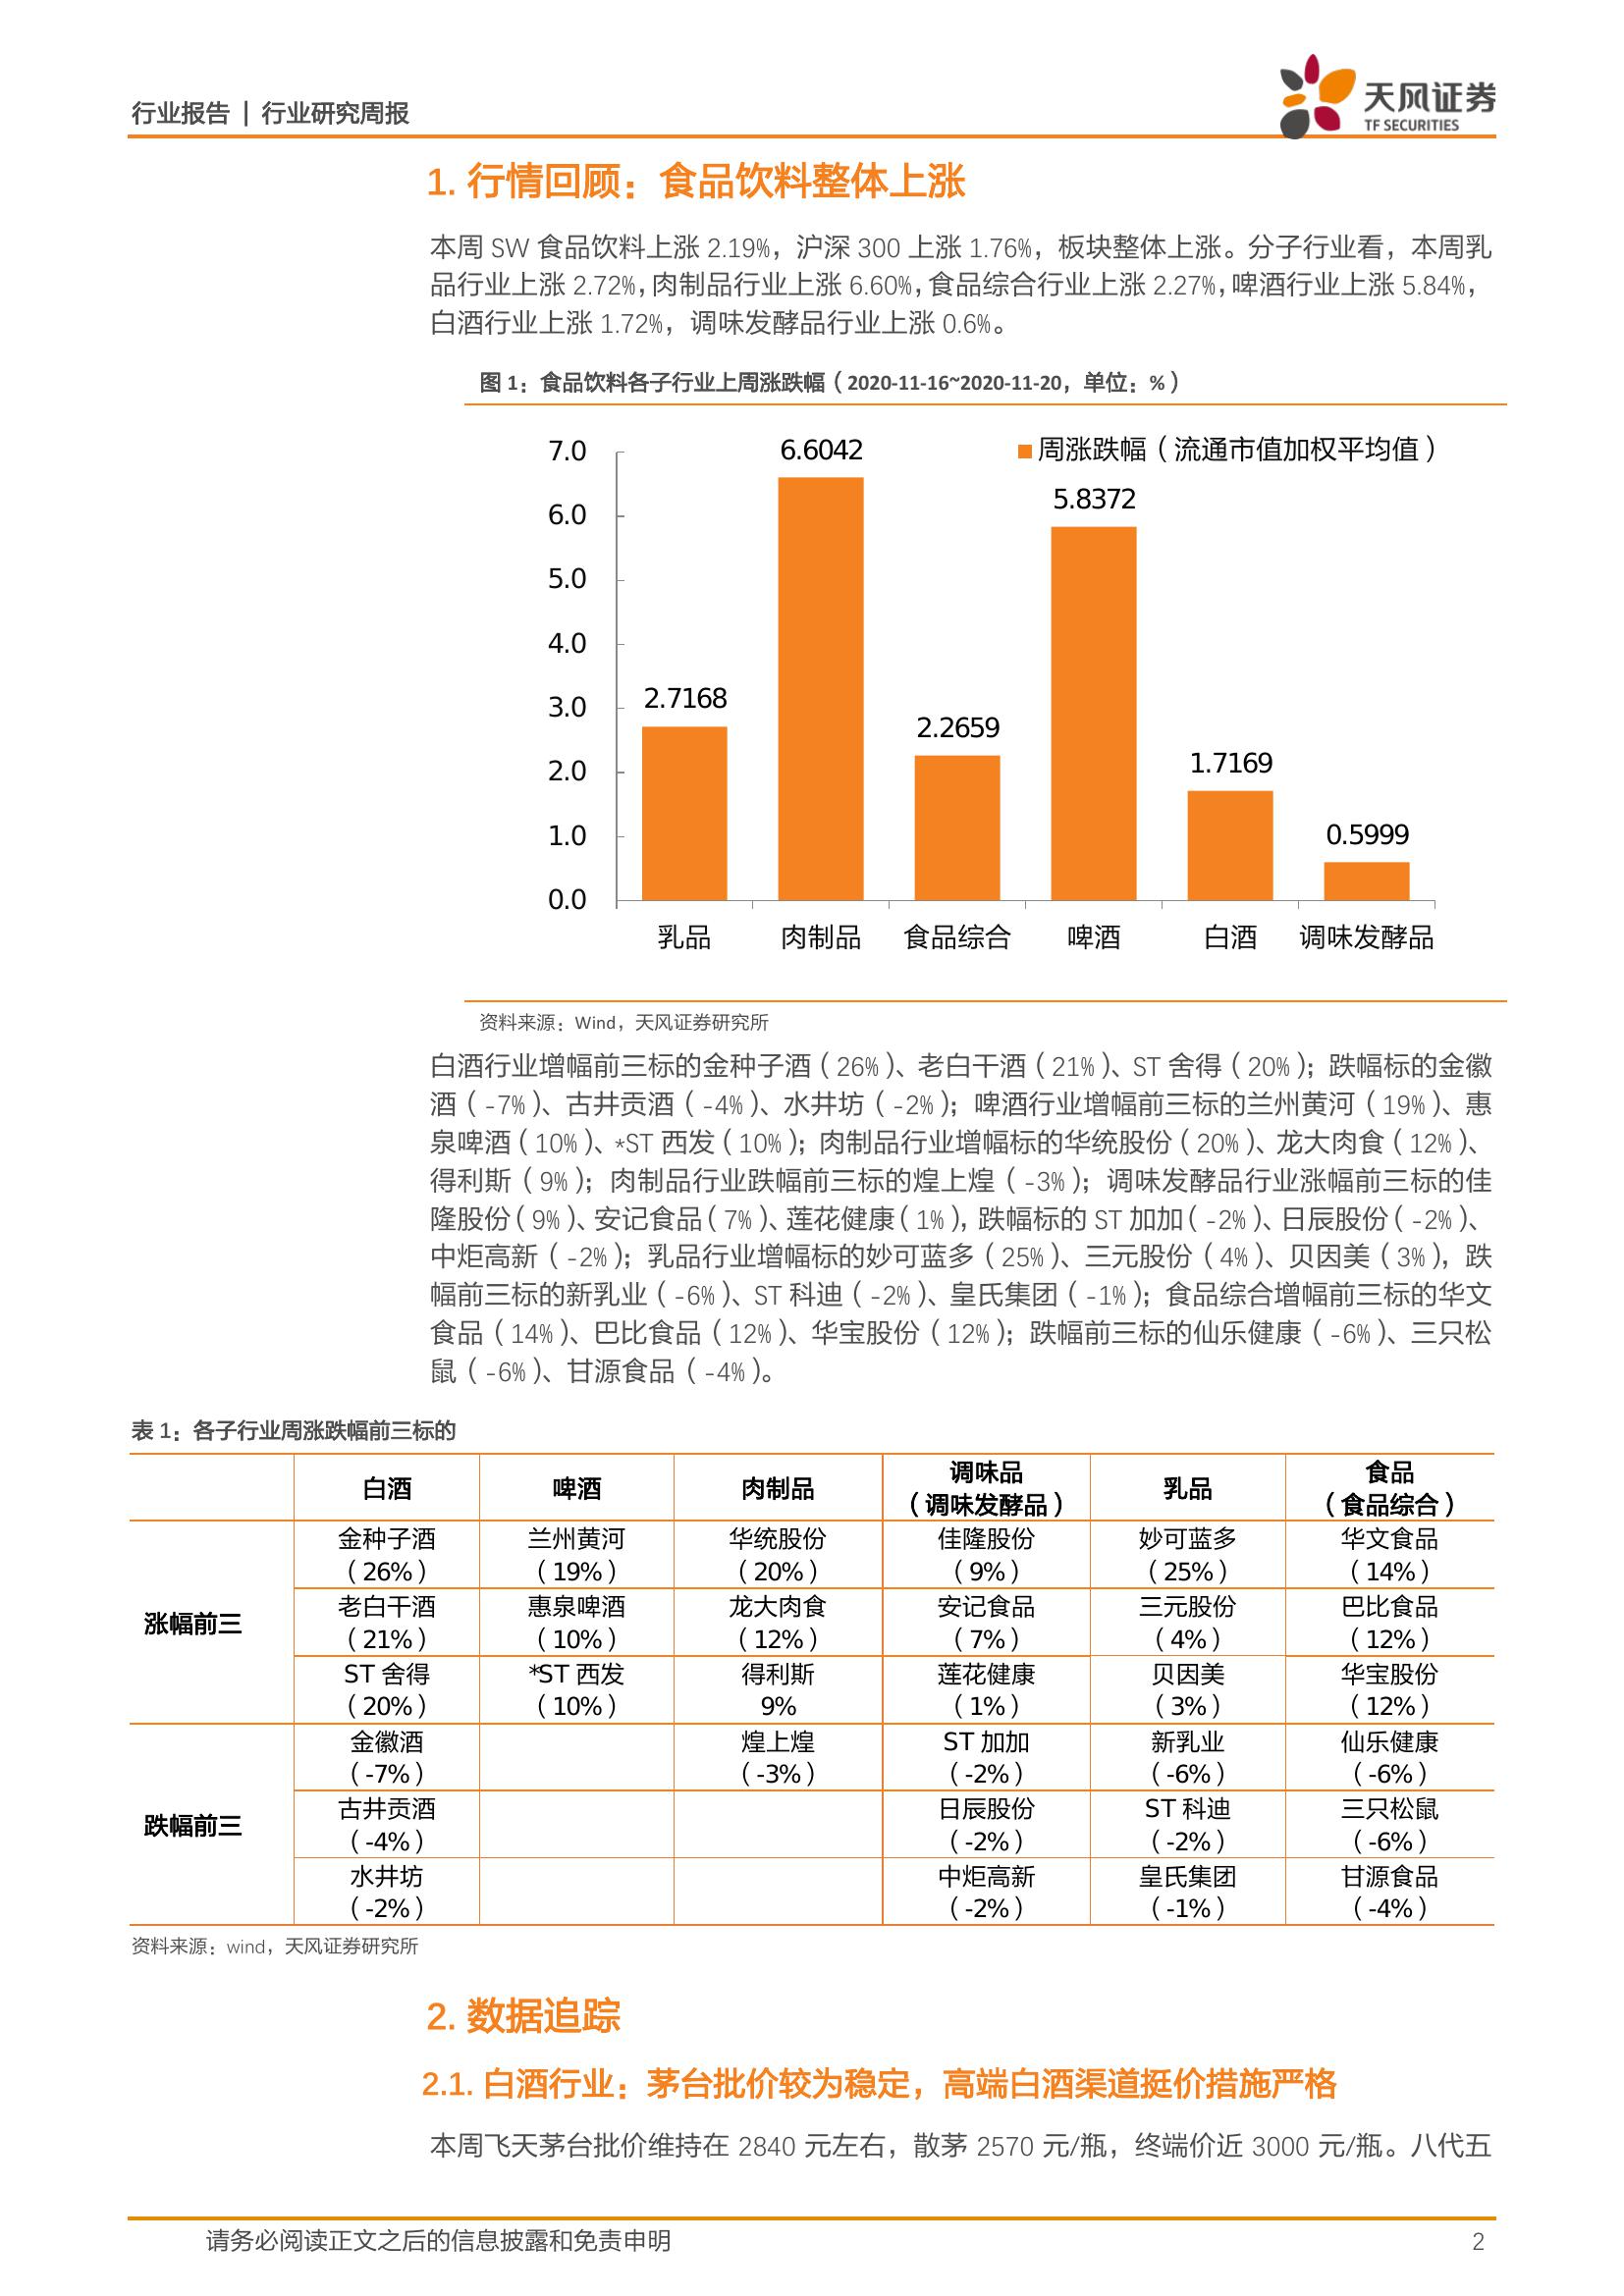 行业报告 | 行业研究周报
天风证券
TF SECURITIES
1. 行情回顾：食品饮料整体上涨
本周 SW 食品饮料上涨 2.19%，沪深 300 上涨 1.76%，板块整体上涨。分子行业看，本周乳
品行业上涨 2.72%，肉制品行业上涨 6.60%，食品综合行业上涨 2.27%，啤酒行业上涨 5.84%，
白酒行业上涨 1.72%，调味发酵品行业上涨 0.6%。
图 1：食品饮料各子行业上周涨跌幅（2020-11-16~2020-11-20，单位：%）
周涨跌幅（流通市值加权平均值）
7.0
6.0
5.0
4.0
3.0
2.0
1.0
0.0
2.7168
6.6042
2.2659
5.8372
1.7169
0.5999
乳品 肉制品 食品综合 啤酒 白酒 调味发酵品
资料来源：Wind，天风证券研究所
白酒行业增幅前三标的金种子酒（26%）、老白干酒（21%）、ST 舍得（20%）；跌幅标的金徽
酒（-7%）、古井贡酒（-4%）、水井坊（-2%）；啤酒行业增幅前三标的兰州黄河（19%）、惠
泉啤酒（10%）、*ST 西发（10%）；肉制品行业增幅标的华统股份（20%）、龙大肉食（12%）、
得利斯（9%）；肉制品行业跌幅前三标的煌上煌（-3%）；调味发酵品行业涨幅前三标的佳
隆股份（9%）、安记食品（7%）、莲花健康（1%），跌幅标的 ST 加加（-2%）、日辰股份（-2%）、
中炬高新（-2%）；乳品行业增幅标的妙可蓝多（25%）、三元股份（4%）、贝因美（3%），跌
幅前三标的新乳业（-6%）、ST 科迪（-2%）、皇氏集团（-1%）；食品综合增幅前三标的华文
食品（14%）、巴比食品（12%）、华宝股份（12%）；跌幅前三标的仙乐健康（-6%）、三只松
鼠（-6%）、甘源食品（-4%）。
表 1：各子行业周涨跌幅前三标的
白酒 啤酒 肉制品 调味品 乳品 食品
（调味发酵品） （食品综合）
涨幅前三
金种子酒 兰州黄河 华统股份 佳隆股份 妙可蓝多 华文食品
（26%） （19%） （20%） （9%） （25%） （14%）
老白干酒 惠泉啤酒 龙大肉食 安记食品 三元股份 巴比食品
（21%） （10%） （12%） （7%） （4%） （12%）
ST 舍得 *ST 西发 得利斯 莲花健康 贝因美 华宝股份
（20%） （10%） 9% （1%） （3%） （12%）
跌幅前三
金徽酒 煌上煌 ST 加加 新乳业 仙乐健康
（-7%） （-3%） （-2%） （-6%） （-6%）
古井贡酒 日辰股份 ST 科迪 三只松鼠
（-4%） （-2%） （-2%） （-6%）
水井坊 中炬高新 皇氏集团 甘源食品
（-2%） （-2%） （-1%） （-4%）
资料来源：wind，天风证券研究所
2. 数据追踪
2.1. 白酒行业：茅台批价较为稳定，高端白酒渠道挺价措施严格
本周飞天茅台批价维持在 2840 元左右，散茅 2570 元/瓶，终端价近 3000 元/瓶。八代五
请务必阅读正文之后的信息披露和免责申明 2